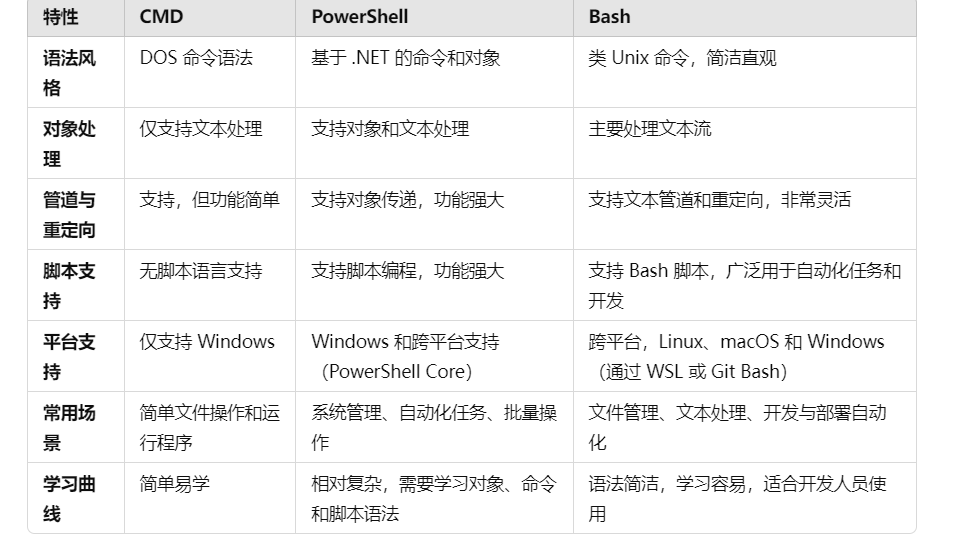 特性 CMD PowerShell Bash
语法风格 DOS 命令语法 基于 .NET 的命令和对象 类 Unix 命令，简洁直观
对象处理 仅支持文本处理 支持对象和文本处理 主要处理文本流
管道与重定向 支持，但功能简单 支持对象传递，功能强大 支持文本管道和重定向，非常灵活
脚本支持 无脚本语言支持 支持脚本编程，功能强大 支持 Bash 脚本，广泛用于自动化任务和开发
平台支持 仅支持 Windows Windows 和跨平台支持（PowerShell Core） 跨平台，Linux、macOS 和 Windows（通过 WSL 或 Git Bash）
常用场景 简单文件操作和运行程序 系统管理、自动化任务、批量操作 文件管理、文本处理、开发与部署自动化
学习曲线 简单易学 相对复杂，需要学习对象、命令和脚本语法 语法简洁，学习容易，适合开发人员使用